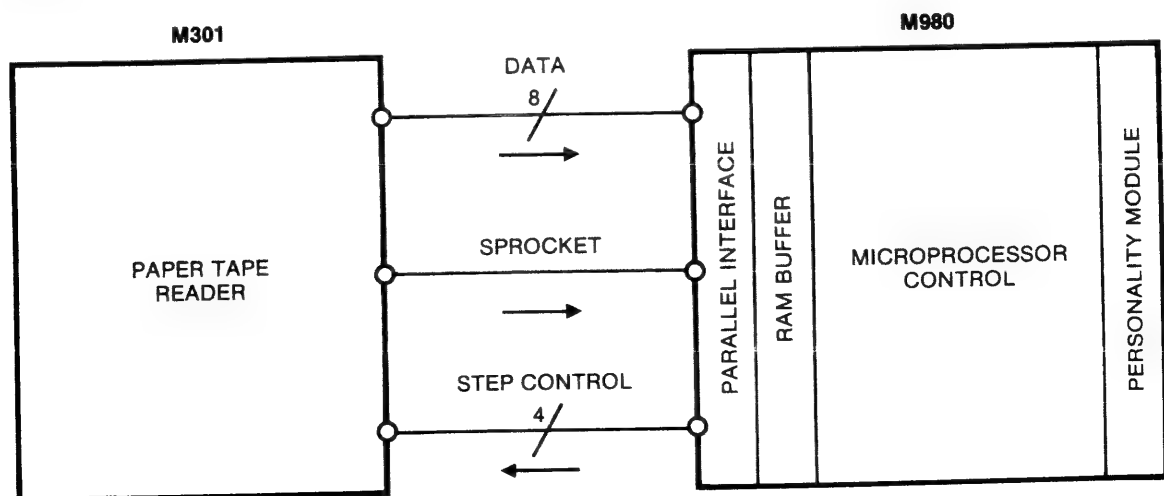 M301
M980
PAPER TAPE
READER
DATA
8
SPROCKET
STEP CONTROL
4
PARALLEL INTERFACE
RAM BUFFER
MICROPROCESSOR
CONTROL
PERSONALITY MODULE